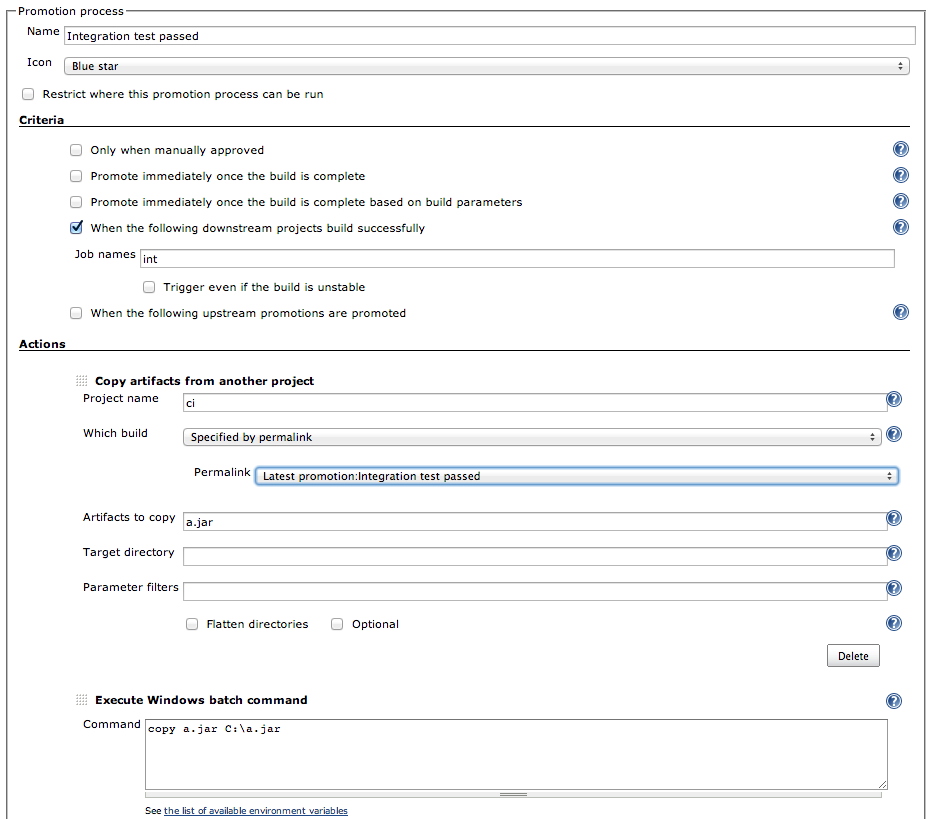 Promotion process
Name Integration test passed
Icon Blue star
Restrict where this promotion process can be run
Criteria
Only when manually approved
Promote immediately once the build is complete
Promote immediately once the build is complete based on build parameters
When the following downstream projects build successfully
Job names int
Trigger even if the build is unstable
When the following upstream promotions are promoted
Actions
Copy artifacts from another project
Project name ci
Which build Specified by permalink
Permalink Latest promotion:Integration test passed
Artifacts to copy a.jar
Target directory
Parameter filters
Flatten directories Optional
Delete
Execute Windows batch command
Command copy a.jar C:\a.jar
See the list of available environment variables